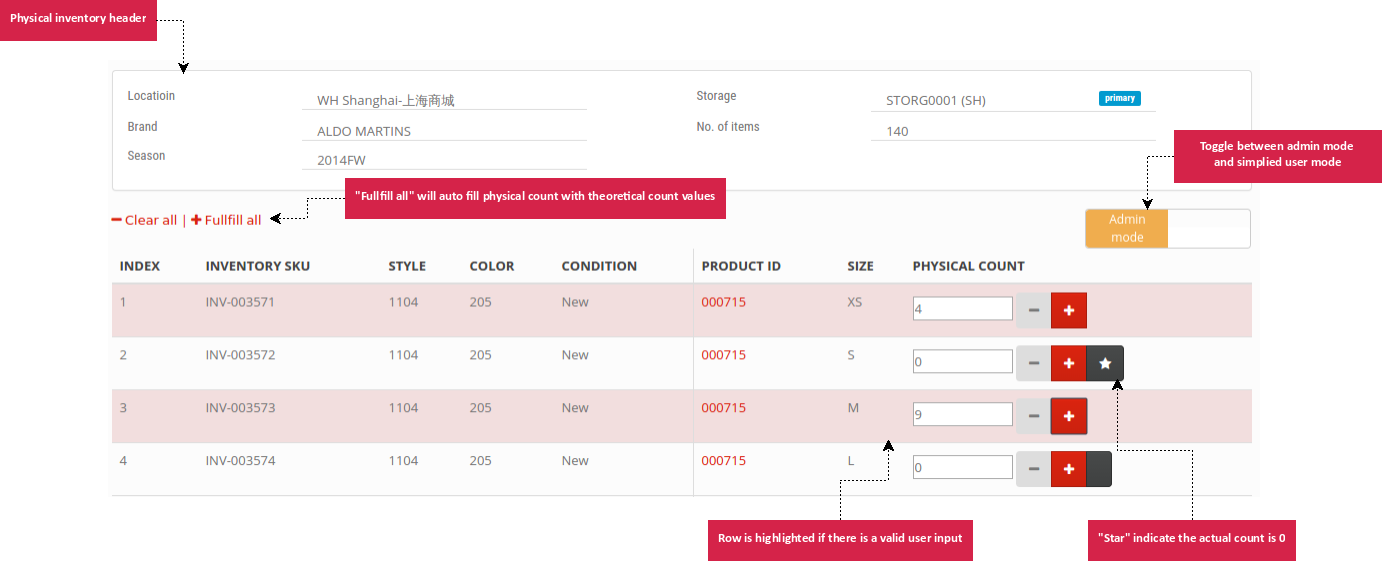 Physical inventory header
Locatioin WH Shanghai-上海商城 Storage STORG0001 (SH) primary
Brand ALDO MARTINS No. of items 140
Season 2014FW
Toggle between admin mode
and simplied user mode
"Fullfill all" will auto fill physical count with theoretical count values
Clear all | Fullfill all
Admin
mode
INDEX INVENTORY SKU STYLE COLOR CONDITION PRODUCT ID SIZE PHYSICAL COUNT
1 INV-003571 1104 205 New 000715 XS 4
2 INV-003572 1104 205 New 000715 S 0
3 INV-003573 1104 205 New 000715 M 9
4 INV-003574 1104 205 New 000715 L 0
Row is highlighted if there is a valid user input
"Star" indicate the actual count is 0